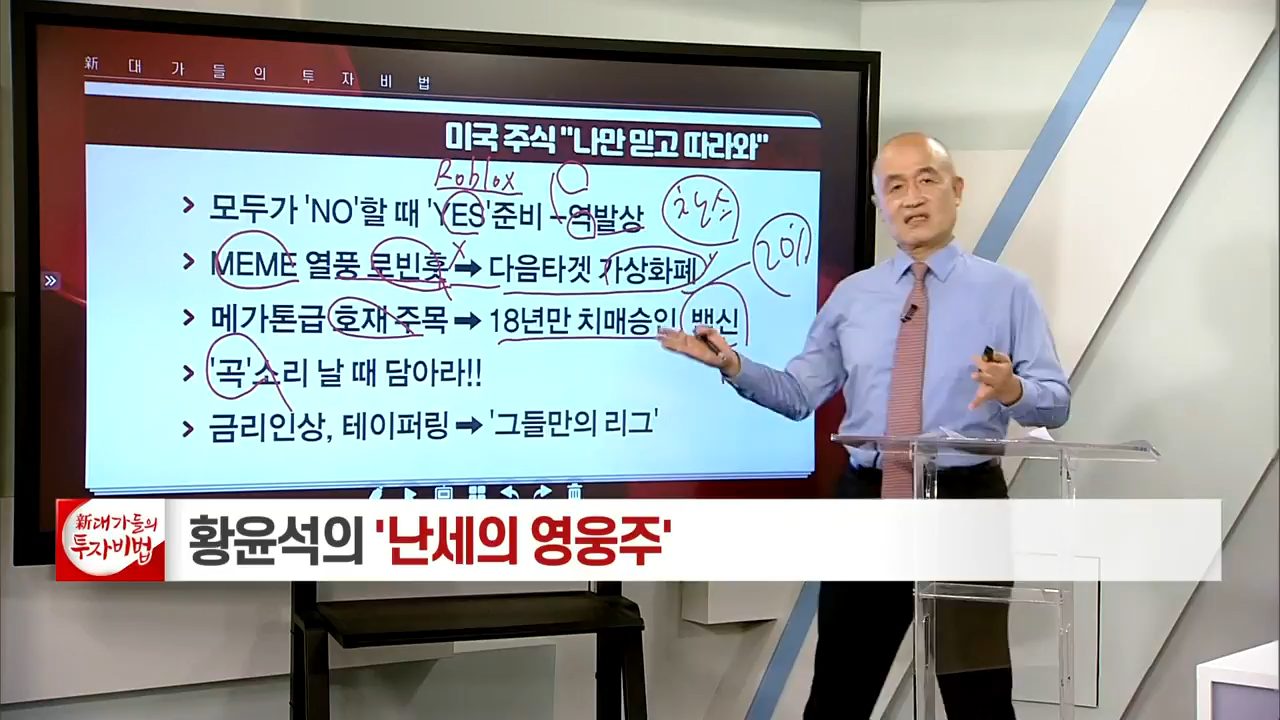 新 대 가 들 의 투 자 비 법
미국 주식 "나만 믿고 따라와"
Roblox
모두가 'NO'할 때 'YES'준비 - 역발상
찬스
MEME 열풍 로빈훗 ➡ 다음타겟 가상화폐
메가톤급 호재 주목 ➡ 18년만 치매승인 백신
'곡'소리 날 때 담아라!!
금리인상, 테이퍼링 ➡ '그들만의 리그'
新대가들의
투자비법
황윤석의 '난세의 영웅주'